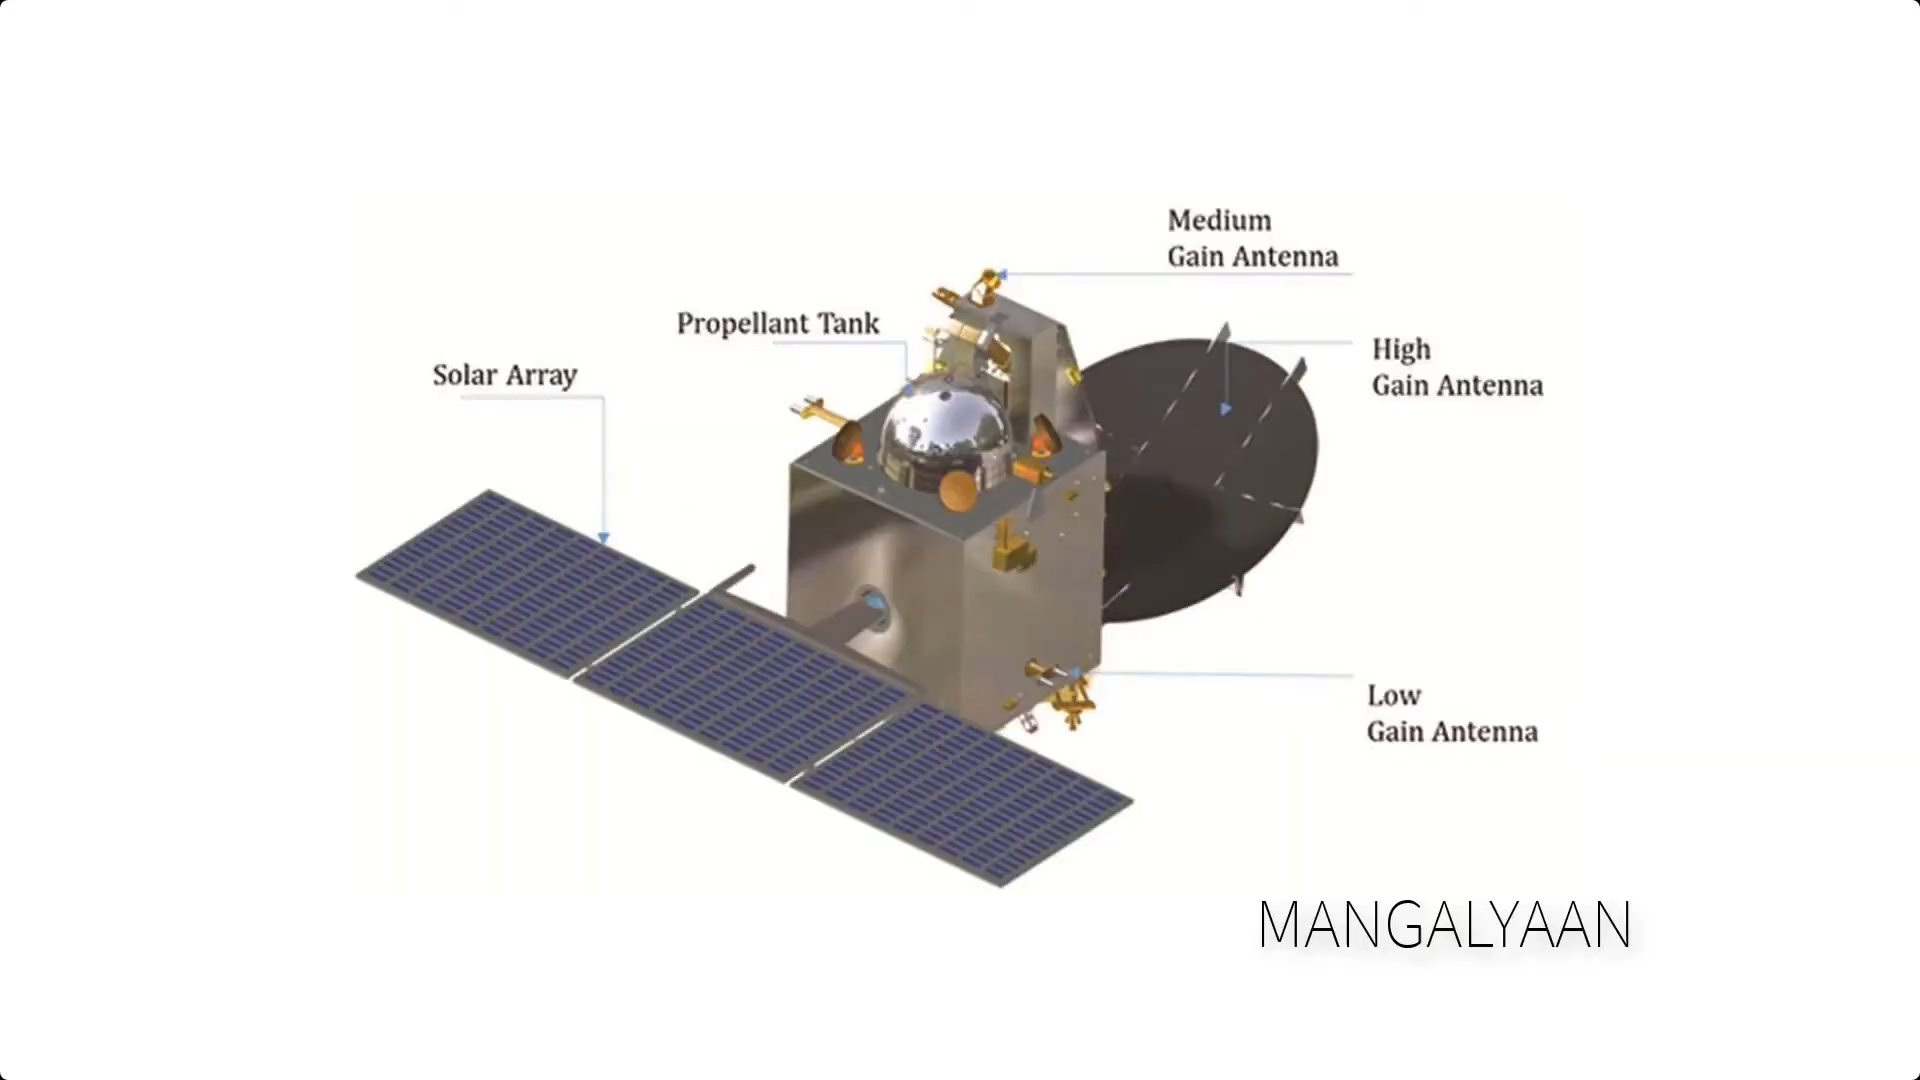 Medium
Gain Antenna
Propellant Tank
High
Gain Antenna
Solar Array
Low
Gain Antenna
MANGALYAAN